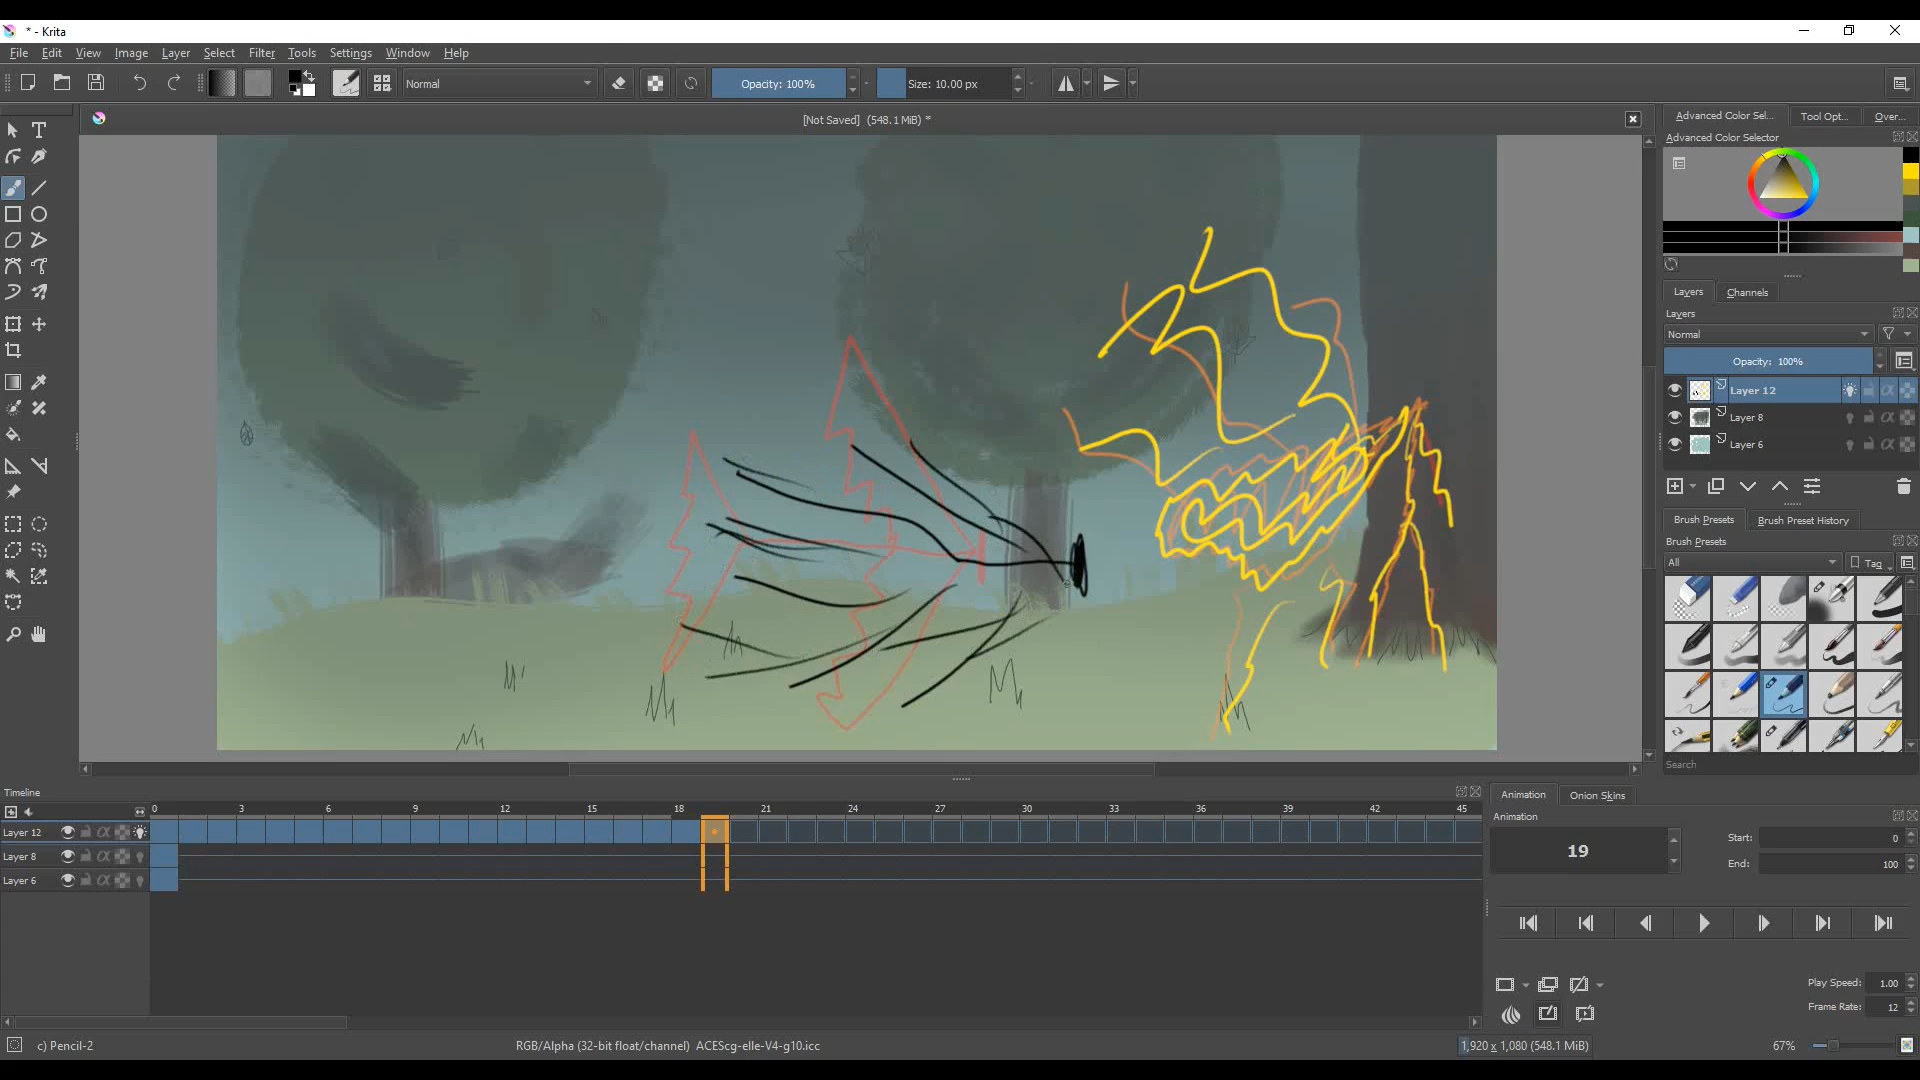 * - Krita
File Edit View Image Layer Select Filter Tools Settings Window Help
Normal
Opacity: 100%
Size: 10.00 px
[Not Saved] (548.1 MiB) *
Advanced Color Sel... Tool Opt... Over...
Advanced Color Selector
Layers Channels
Layers
Normal
Opacity: 100%
Layer 12
Layer 8
Layer 6
Brush Presets Brush Preset History
Brush Presets
All Tag
Search
Timeline
0 3 6 9 12 15 18 21 24 27 30 33 36 39 42 45
Layer 12
Layer 8
Layer 6
Animation Onion Skins
Animation
19
Start: 0
End: 100
Play Speed: 1.00
Frame Rate: 12
c) Pencil-2
RGB/Alpha (32-bit float/channel) ACEScg-elle-V4-g10.icc
1,920 x 1,080 (548.1 MiB)
67%